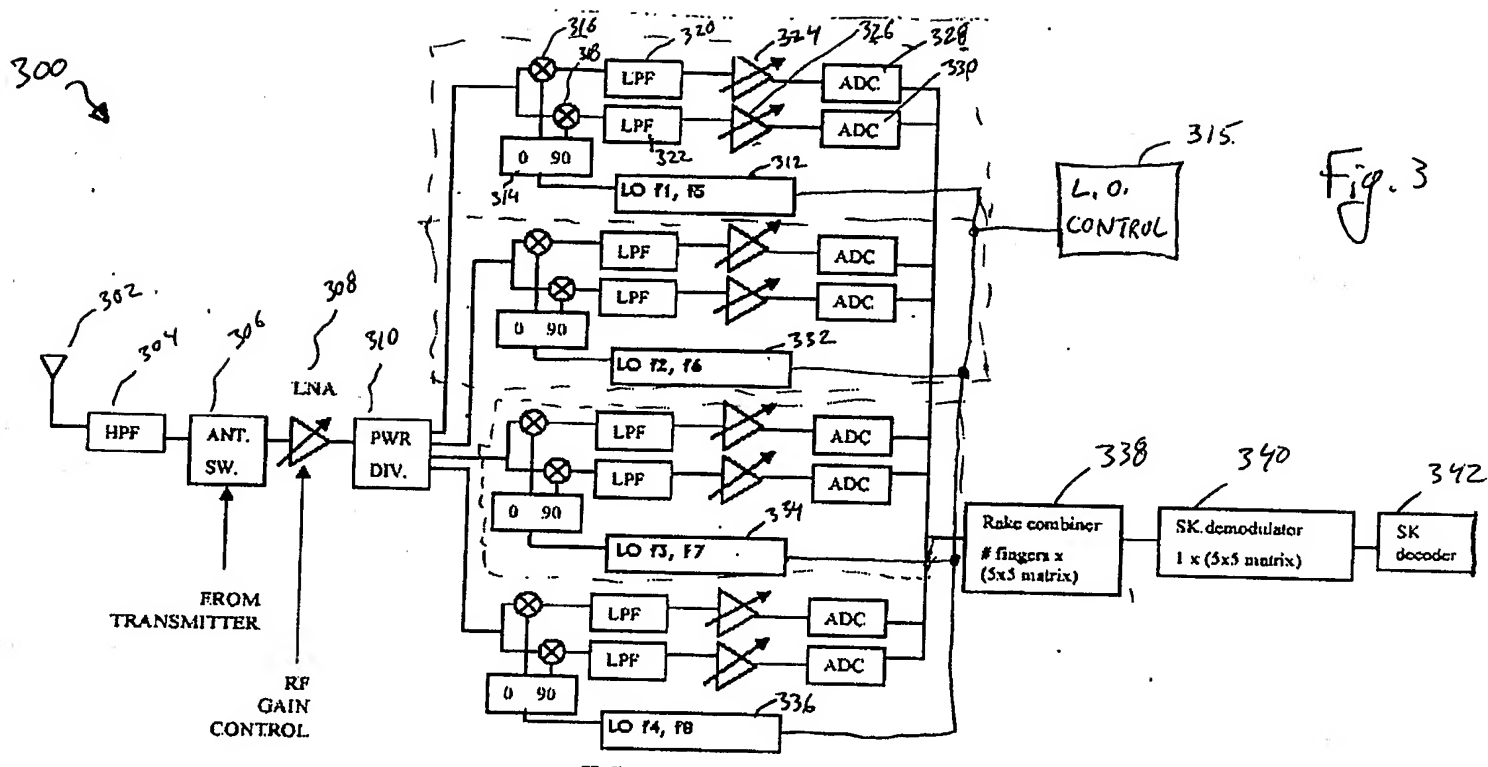 300
316
318
320
324
326
328
330
LPF
ADC
LPF
ADC
322
0 90
314
312
LO f1, f5
315
L.O.
CONTROL
Fig. 3
LPF
ADC
LPF
ADC
0 90
332
LO f2, f6
302
304
306
308
LNA
310
HPF
ANT.
SW.
PWR
DIV.
LPF
ADC
LPF
ADC
0 90
334
LO f3, f7
338
340
342
Rake combiner
# fingers x
(5x5 matrix)
SK demodulator
1 x (5x5 matrix)
SK
decoder
FROM
TRANSMITTER
RF
GAIN
CONTROL
LPF
ADC
LPF
ADC
0 90
336
LO f4, f8